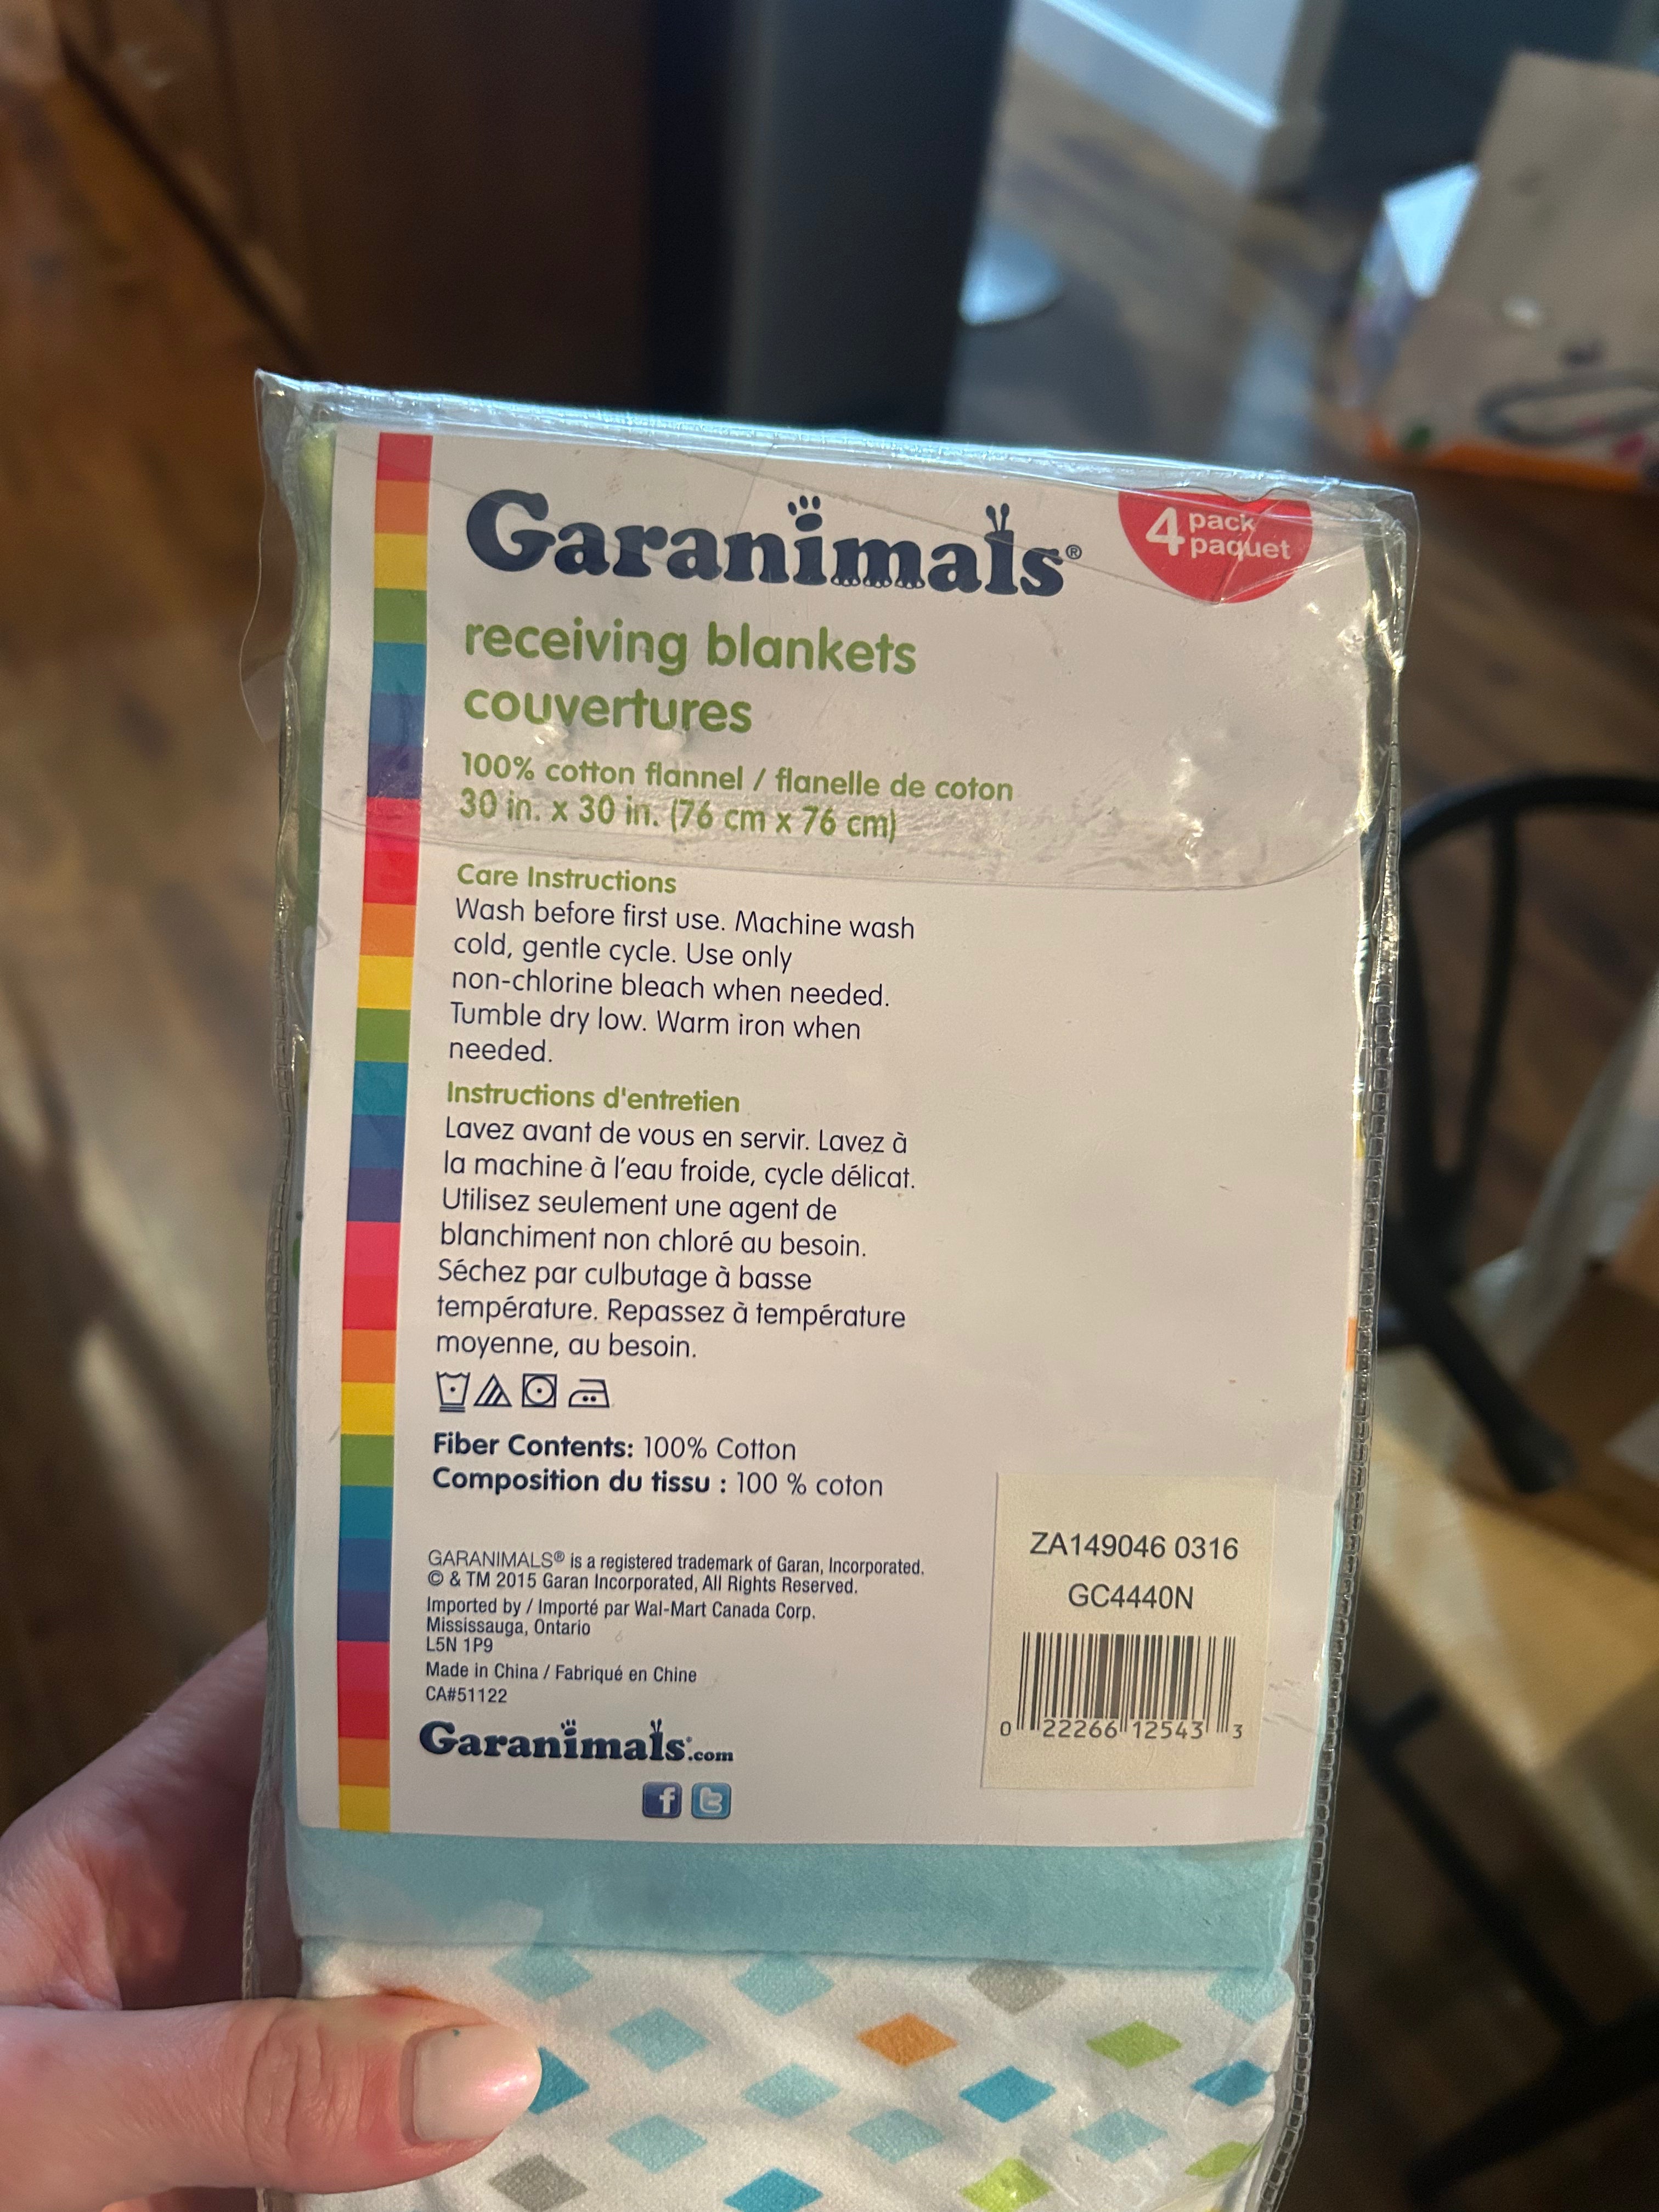 Garanimals®
4 pack
paquet
receiving blankets
couvertures
100% cotton flannel / flanelle de coton
30 in. x 30 in. (76 cm x 76 cm)
Care Instructions
Wash before first use. Machine wash
cold, gentle cycle. Use only
non-chlorine bleach when needed.
Tumble dry low. Warm iron when
needed.
Instructions d'entretien
Lavez avant de vous en servir. Lavez à
la machine à l'eau froide, cycle délicat.
Utilisez seulement une agent de
blanchiment non chloré au besoin.
Séchez par culbutage à basse
température. Repassez à température
moyenne, au besoin.
Fiber Contents: 100% Cotton
Composition du tissu : 100 % coton
GARANIMALS® is a registered trademark of Garan, Incorporated.
© & TM 2015 Garan Incorporated, All Rights Reserved.
Imported by / Importé par Wal-Mart Canada Corp.
Mississauga, Ontario
L5N 1P9
Made in China / Fabriqué en Chine
CA#51122
Garanimals.com
f t
ZA149046 0316
GC4440N
0 22266 12543 3